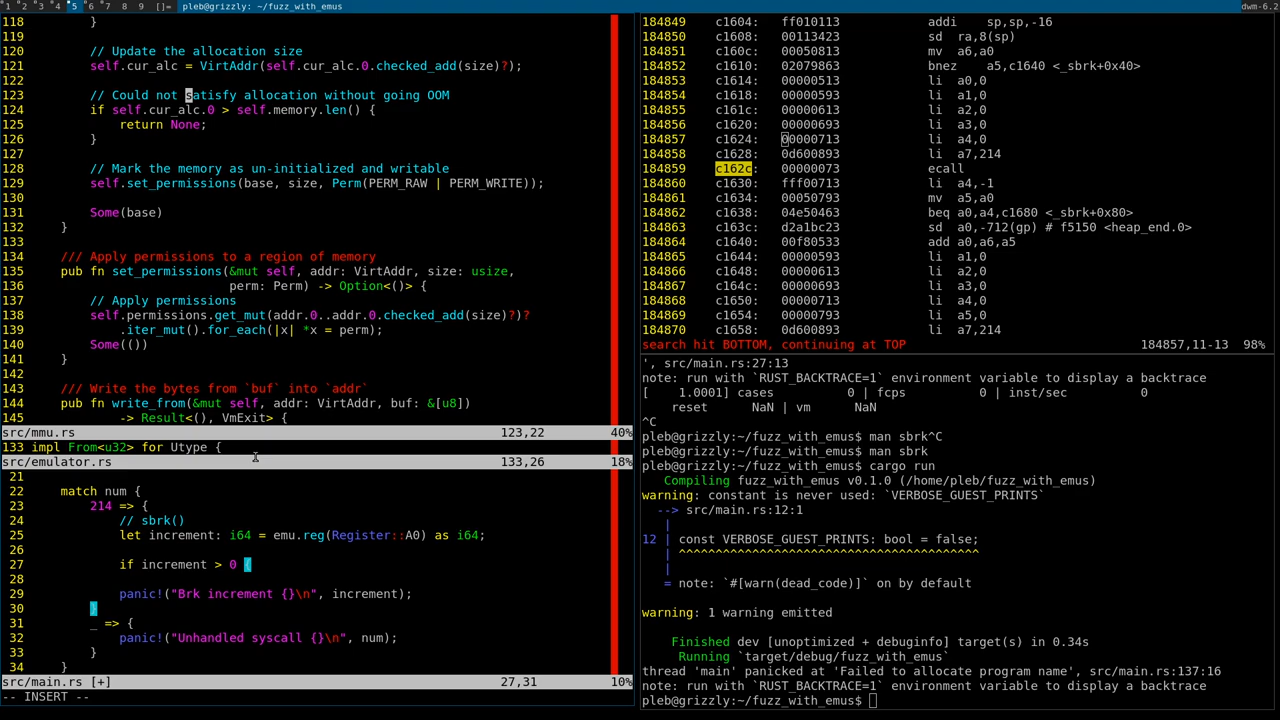 1 2 3 4 5 6 7 8 9 []= pleb@grizzly: ~/fuzz_with_emus dwm-6.2
118 }
119
120 // Update the allocation size
121 self.cur_alc = VirtAddr(self.cur_alc.0.checked_add(size)?);
122
123 // Could not satisfy allocation without going OOM
124 if self.cur_alc.0 > self.memory.len() {
125 return None;
126 }
127
128 // Mark the memory as un-initialized and writable
129 self.set_permissions(base, size, Perm(PERM_RAW | PERM_WRITE));
130
131 Some(base)
132 }
133
134 /// Apply permissions to a region of memory
135 pub fn set_permissions(&mut self, addr: VirtAddr, size: usize,
136 perm: Perm) -> Option<()> {
137 // Apply permissions
138 self.permissions.get_mut(addr.0..addr.0.checked_add(size)?)?
139 .iter_mut().for_each(|x| *x = perm);
140 Some(())
141 }
142
143 /// Write the bytes from `buf` into `addr`
144 pub fn write_from(&mut self, addr: VirtAddr, buf: &[u8])
145 -> Result<(), VmExit> {
src/mmu.rs 123,22 40%
133 impl From<u32> for Utype {
src/emulator.rs 133,26 18%
21
22 match num {
23 214 => {
24 // sbrk()
25 let increment: i64 = emu.reg(Register::A0) as i64;
26
27 if increment > 0 {
28
29 panic!("Brk increment {}\n", increment);
30 }
31 _ => {
32 panic!("Unhandled syscall {}\n", num);
33 }
34 }
src/main.rs [+] 27,31 10%
-- INSERT --
184849 c1604: ff010113 addi sp,sp,-16
184850 c1608: 00113423 sd ra,8(sp)
184851 c160c: 00050813 mv a6,a0
184852 c1610: 02079863 bnez a5,c1640 <_sbrk+0x40>
184853 c1614: 00000513 li a0,0
184854 c1618: 00000593 li a1,0
184855 c161c: 00000613 li a2,0
184856 c1620: 00000693 li a3,0
184857 c1624: 00000713 li a4,0
184858 c1628: 0d600893 li a7,214
184859 c162c: 00000073 ecall
184860 c1630: fff00713 li a4,-1
184861 c1634: 00050793 mv a5,a0
184862 c1638: 04e50463 beq a0,a4,c1680 <_sbrk+0x80>
184863 c163c: d2a1bc23 sd a0,-712(gp) # f5150 <heap_end.0>
184864 c1640: 00f80533 add a0,a6,a5
184865 c1644: 00000593 li a1,0
184866 c1648: 00000613 li a2,0
184867 c164c: 00000693 li a3,0
184868 c1650: 00000713 li a4,0
184869 c1654: 00000793 li a5,0
184870 c1658: 0d600893 li a7,214
search hit BOTTOM, continuing at TOP 184857,11-13 98%
', src/main.rs:27:13
note: run with `RUST_BACKTRACE=1` environment variable to display a backtrace
[ 1.0001] cases 0 | fcps 0 | inst/sec 0
reset NaN | vm NaN
^C
pleb@grizzly:~/fuzz_with_emus$ man sbrk^C
pleb@grizzly:~/fuzz_with_emus$ man sbrk
pleb@grizzly:~/fuzz_with_emus$ cargo run
Compiling fuzz_with_emus v0.1.0 (/home/pleb/fuzz_with_emus)
warning: constant is never used: `VERBOSE_GUEST_PRINTS`
--> src/main.rs:12:1
|
12 | const VERBOSE_GUEST_PRINTS: bool = false;
| ^^^^^^^^^^^^^^^^^^^^^^^^^^^^^^^^^^^^^^^^^
|
= note: `#[warn(dead_code)]` on by default
warning: 1 warning emitted
Finished dev [unoptimized + debuginfo] target(s) in 0.34s
Running `target/debug/fuzz_with_emus`
thread 'main' panicked at 'Failed to allocate program name', src/main.rs:137:16
note: run with `RUST_BACKTRACE=1` environment variable to display a backtrace
pleb@grizzly:~/fuzz_with_emus$